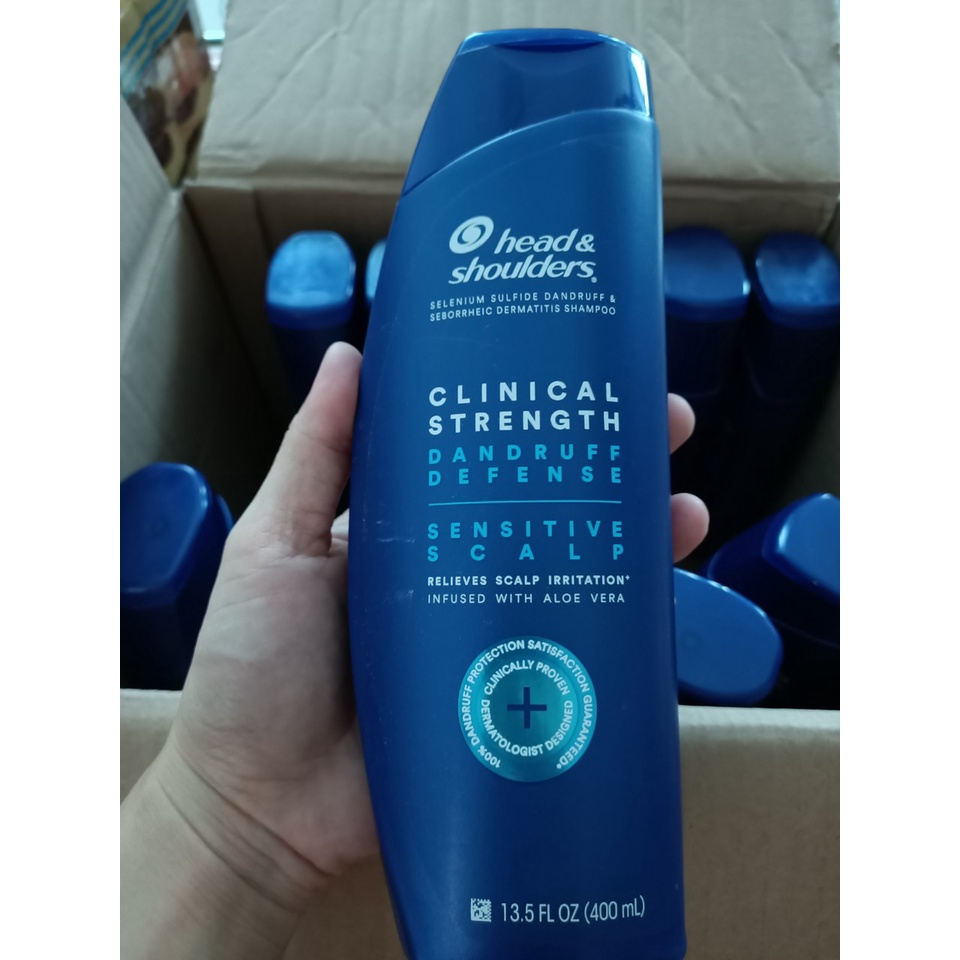 head &
shoulders®
SELENIUM SULFIDE DANDRUFF &
SEBORRHEIC DERMATITIS SHAMPOO
CLINICAL
STRENGTH
DANDRUFF
DEFENSE
SENSITIVE
SCALP
RELIEVES SCALP IRRITATION*
INFUSED WITH ALOE VERA
100% DANDRUFF PROTECTION SATISFACTION GUARANTEED*
CLINICALLY PROVEN
DERMATOLOGIST DESIGNED
13.5 FL OZ (400 mL)